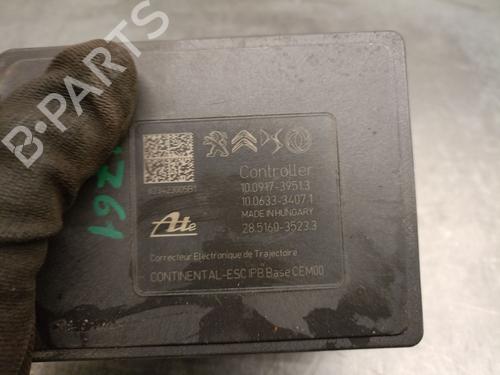 B-PARTS
Z61
Controller
10.0917-3951.3
10.0633-3407.1
MADE IN HUNGARY
28.5160-3523.3
Ate
Correcteur Electronique de Trajectoire
CONTINENTAL-ESC IPB Base CEM00